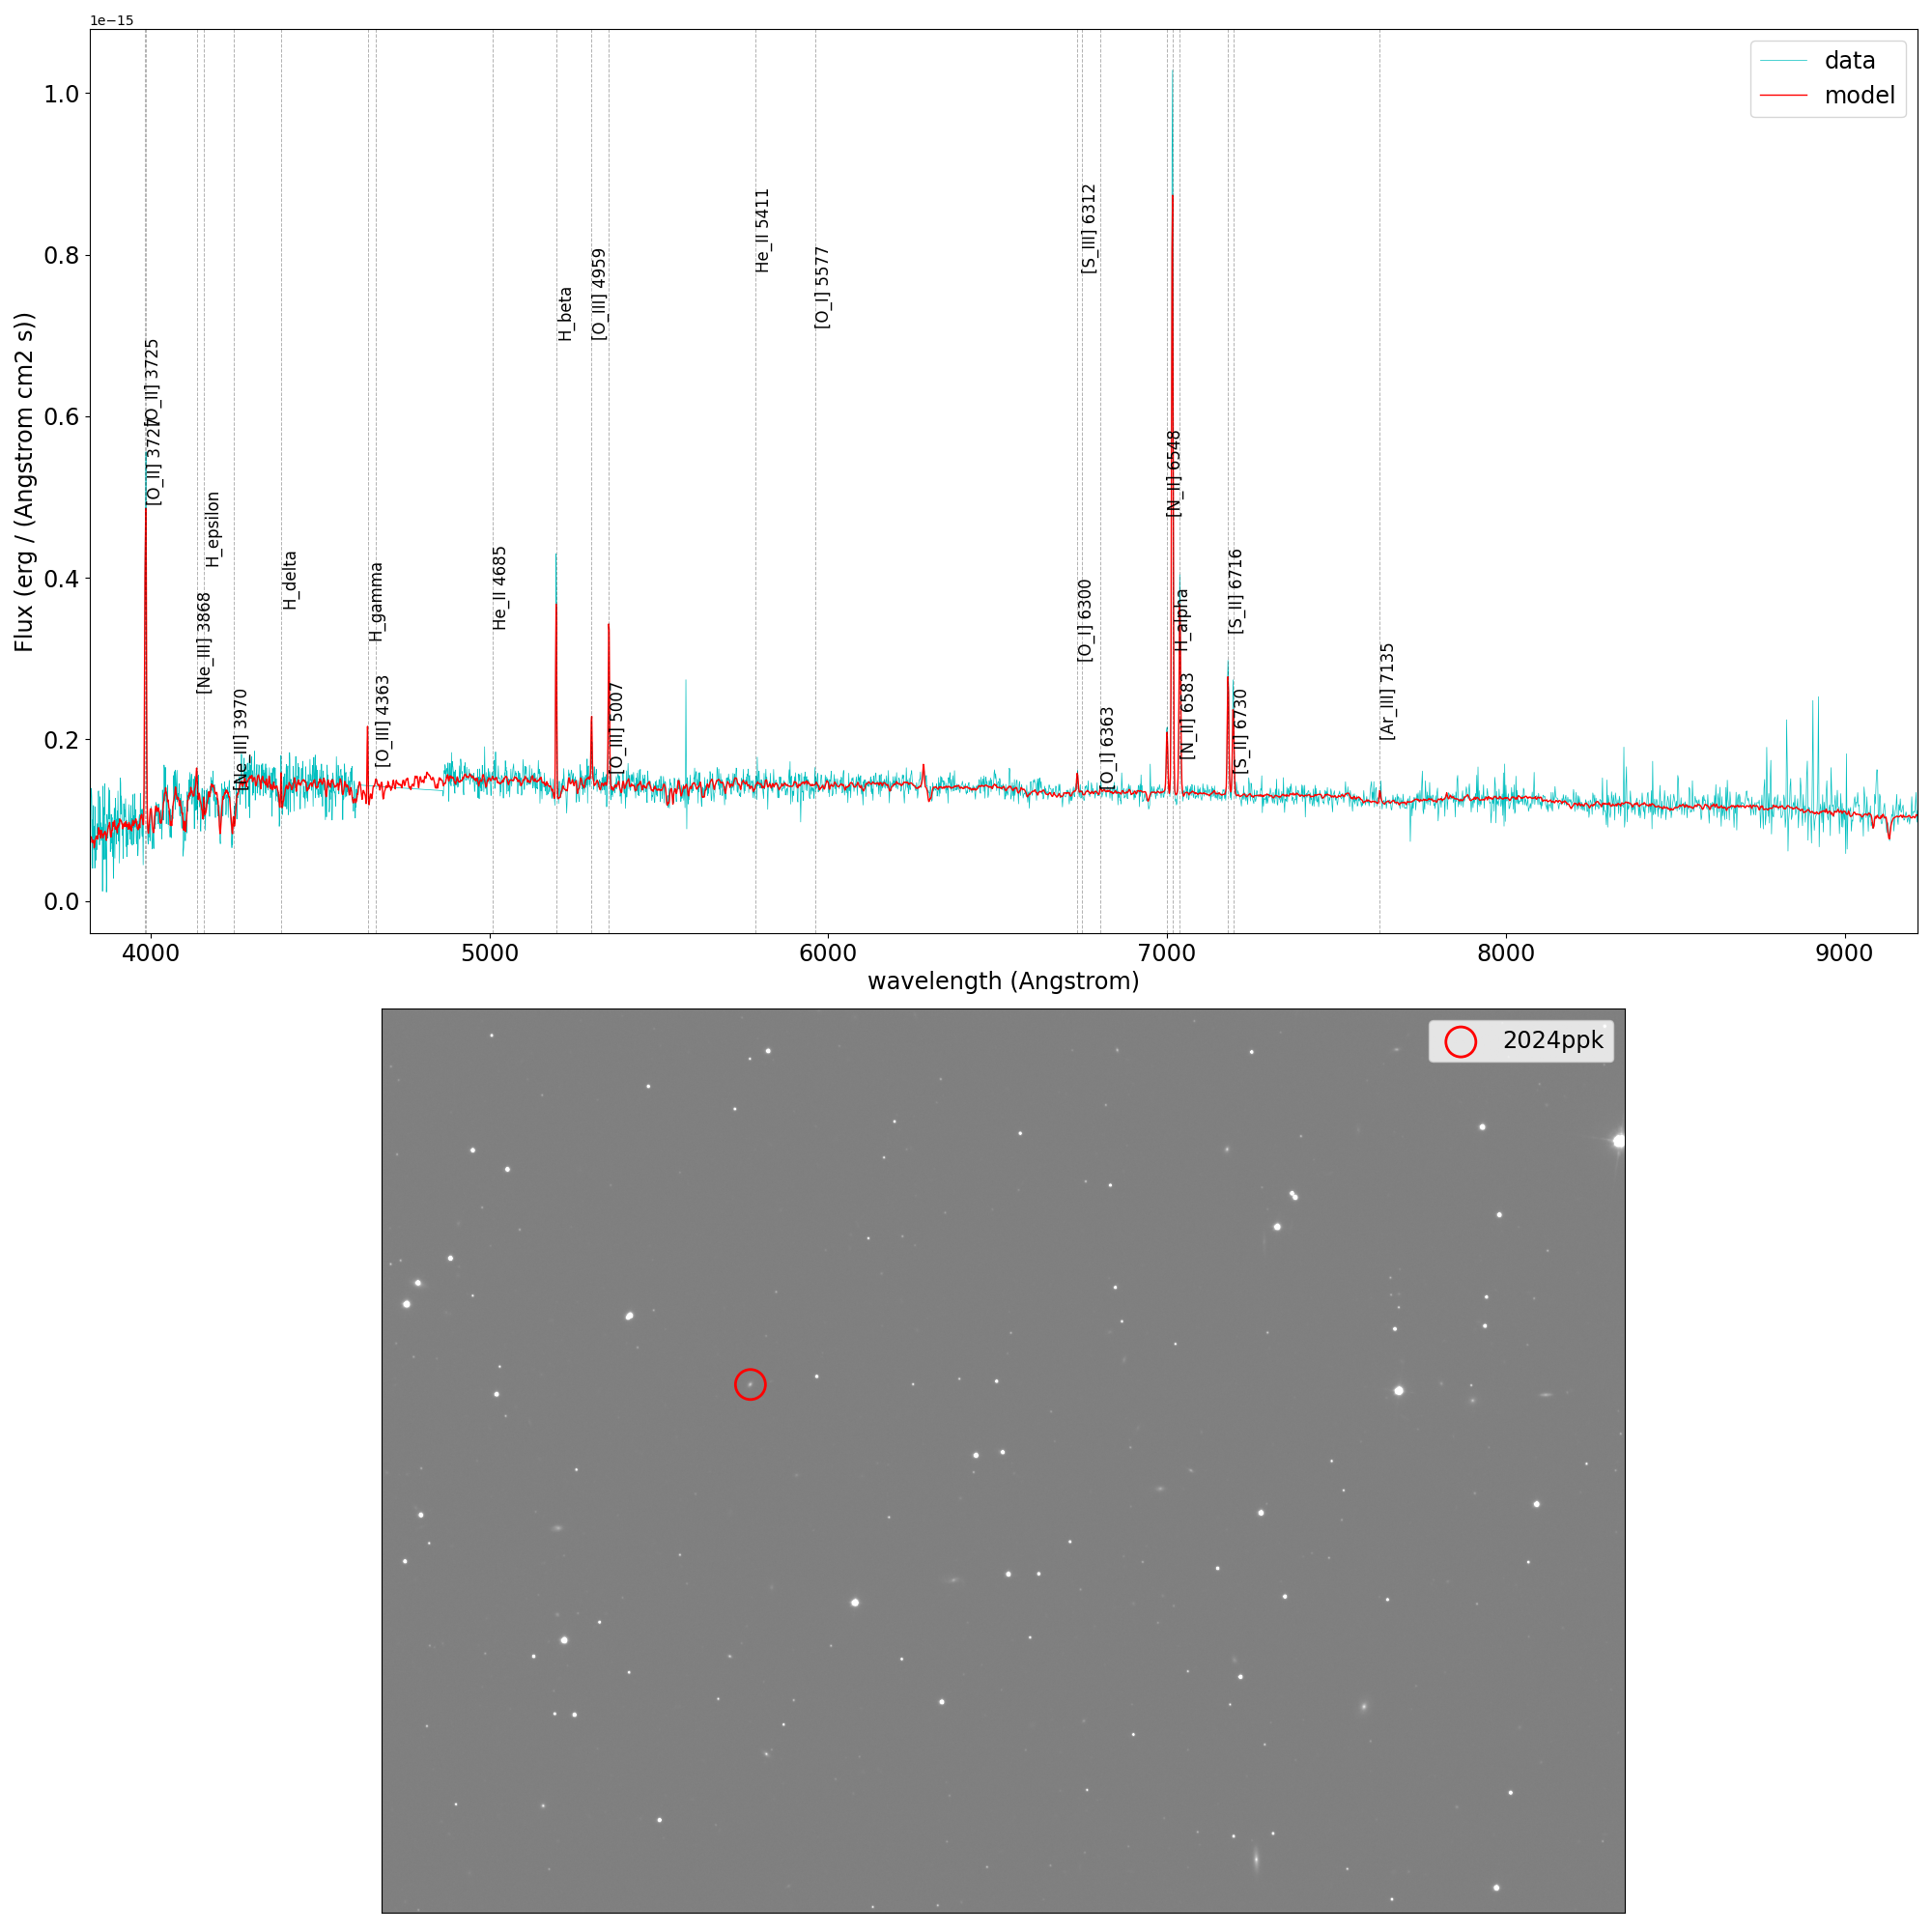 1e−15
data
model
1.0
0.8
0.6
0.4
0.2
0.0
Flux (erg / (Angstrom cm2 s))
[O_II] 3725
[O_II] 3727
[Ne_III] 3868
H_epsilon
[Ne_III] 3970
H_delta
H_gamma
[O_III] 4363
He_II 4685
H_beta
[O_III] 4959
[O_III] 5007
He_II 5411
[O_I] 5577
[O_I] 6300
[S_III] 6312
[O_I] 6363
[N_II] 6548
H_alpha
[N_II] 6583
[S_II] 6716
[S_II] 6730
[Ar_III] 7135
4000 5000 6000 7000 8000 9000
wavelength (Angstrom)
2024ppk